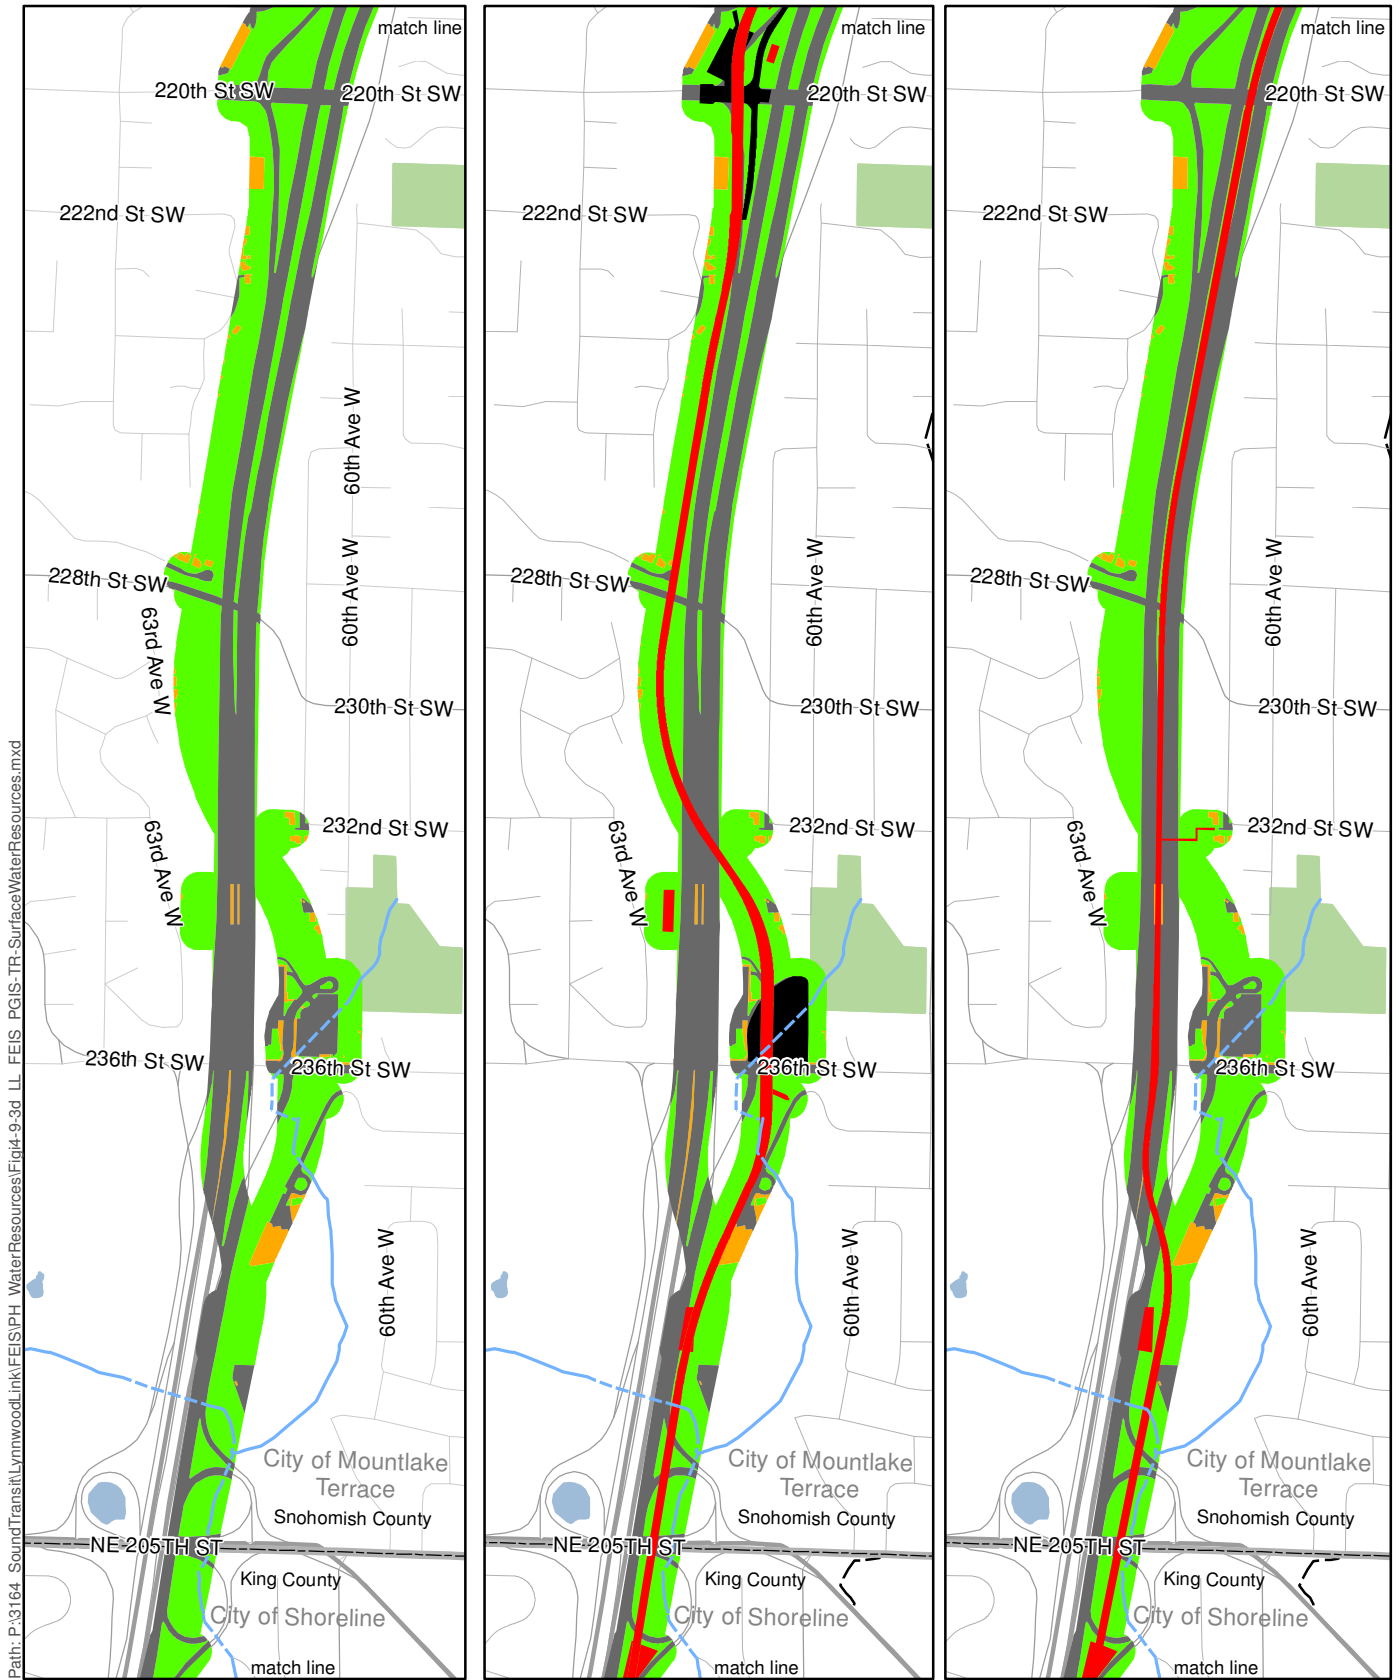 match line
220th St SW
220th St SW
222nd St SW
60th Ave W
60th Ave W
228th St SW
63rd Ave W
230th St SW
232nd St SW
63rd Ave W
236th St SW
236th St SW
60th Ave W
City of Mountlake
Terrace
Snohomish County
NE 205TH ST
King County
City of Shoreline
match line
Path: P:\3164_SoundTransit\LynnwoodLink\FEIS\PH_WaterResources\Figj4-9-3d_LL_FEIS_PGIS-TR-SurfaceWaterResources.mxd
match line
220th St SW
222nd St SW
60th Ave W
228th St SW
230th St SW
232nd St SW
63rd Ave W
236th St SW
60th Ave W
City of Mountlake
Terrace
Snohomish County
NE 205TH ST
King County
City of Shoreline
match line
match line
220th St SW
222nd St SW
60th Ave W
228th St SW
230th St SW
232nd St SW
63rd Ave W
236th St SW
60th Ave W
City of Mountlake
Terrace
Snohomish County
NE 205TH ST
King County
City of Shoreline
match line